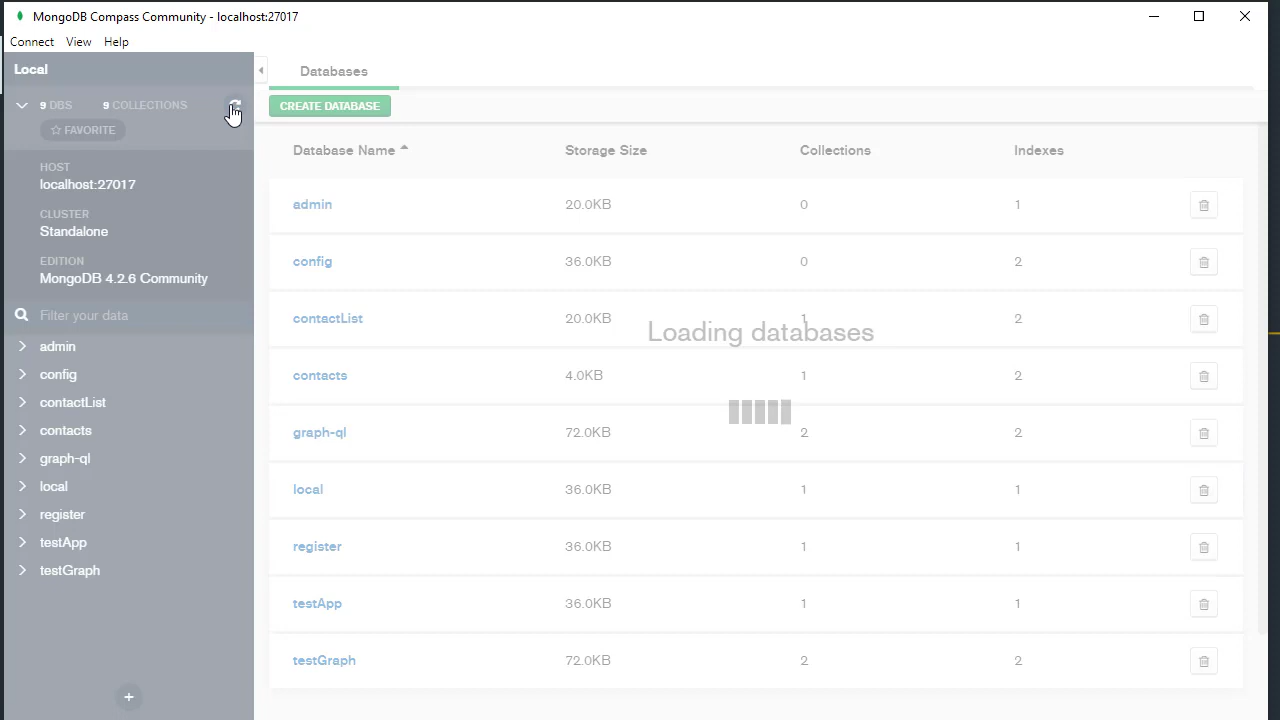 MongoDB Compass Community - localhost:27017
Connect View Help
Local
9 DBS 9 COLLECTIONS
FAVORITE
HOST
localhost:27017
CLUSTER
Standalone
EDITION
MongoDB 4.2.6 Community
Filter your data
admin
config
contactList
contacts
graph-ql
local
register
testApp
testGraph
+
Databases
CREATE DATABASE
Database Name Storage Size Collections Indexes
admin 20.0KB 0 1
config 36.0KB 0 2
contactList 20.0KB 1 2
Loading databases
contacts 4.0KB 1 2
graph-ql 72.0KB 2 2
local 36.0KB 1 1
register 36.0KB 1 1
testApp 36.0KB 1 1
testGraph 72.0KB 2 2